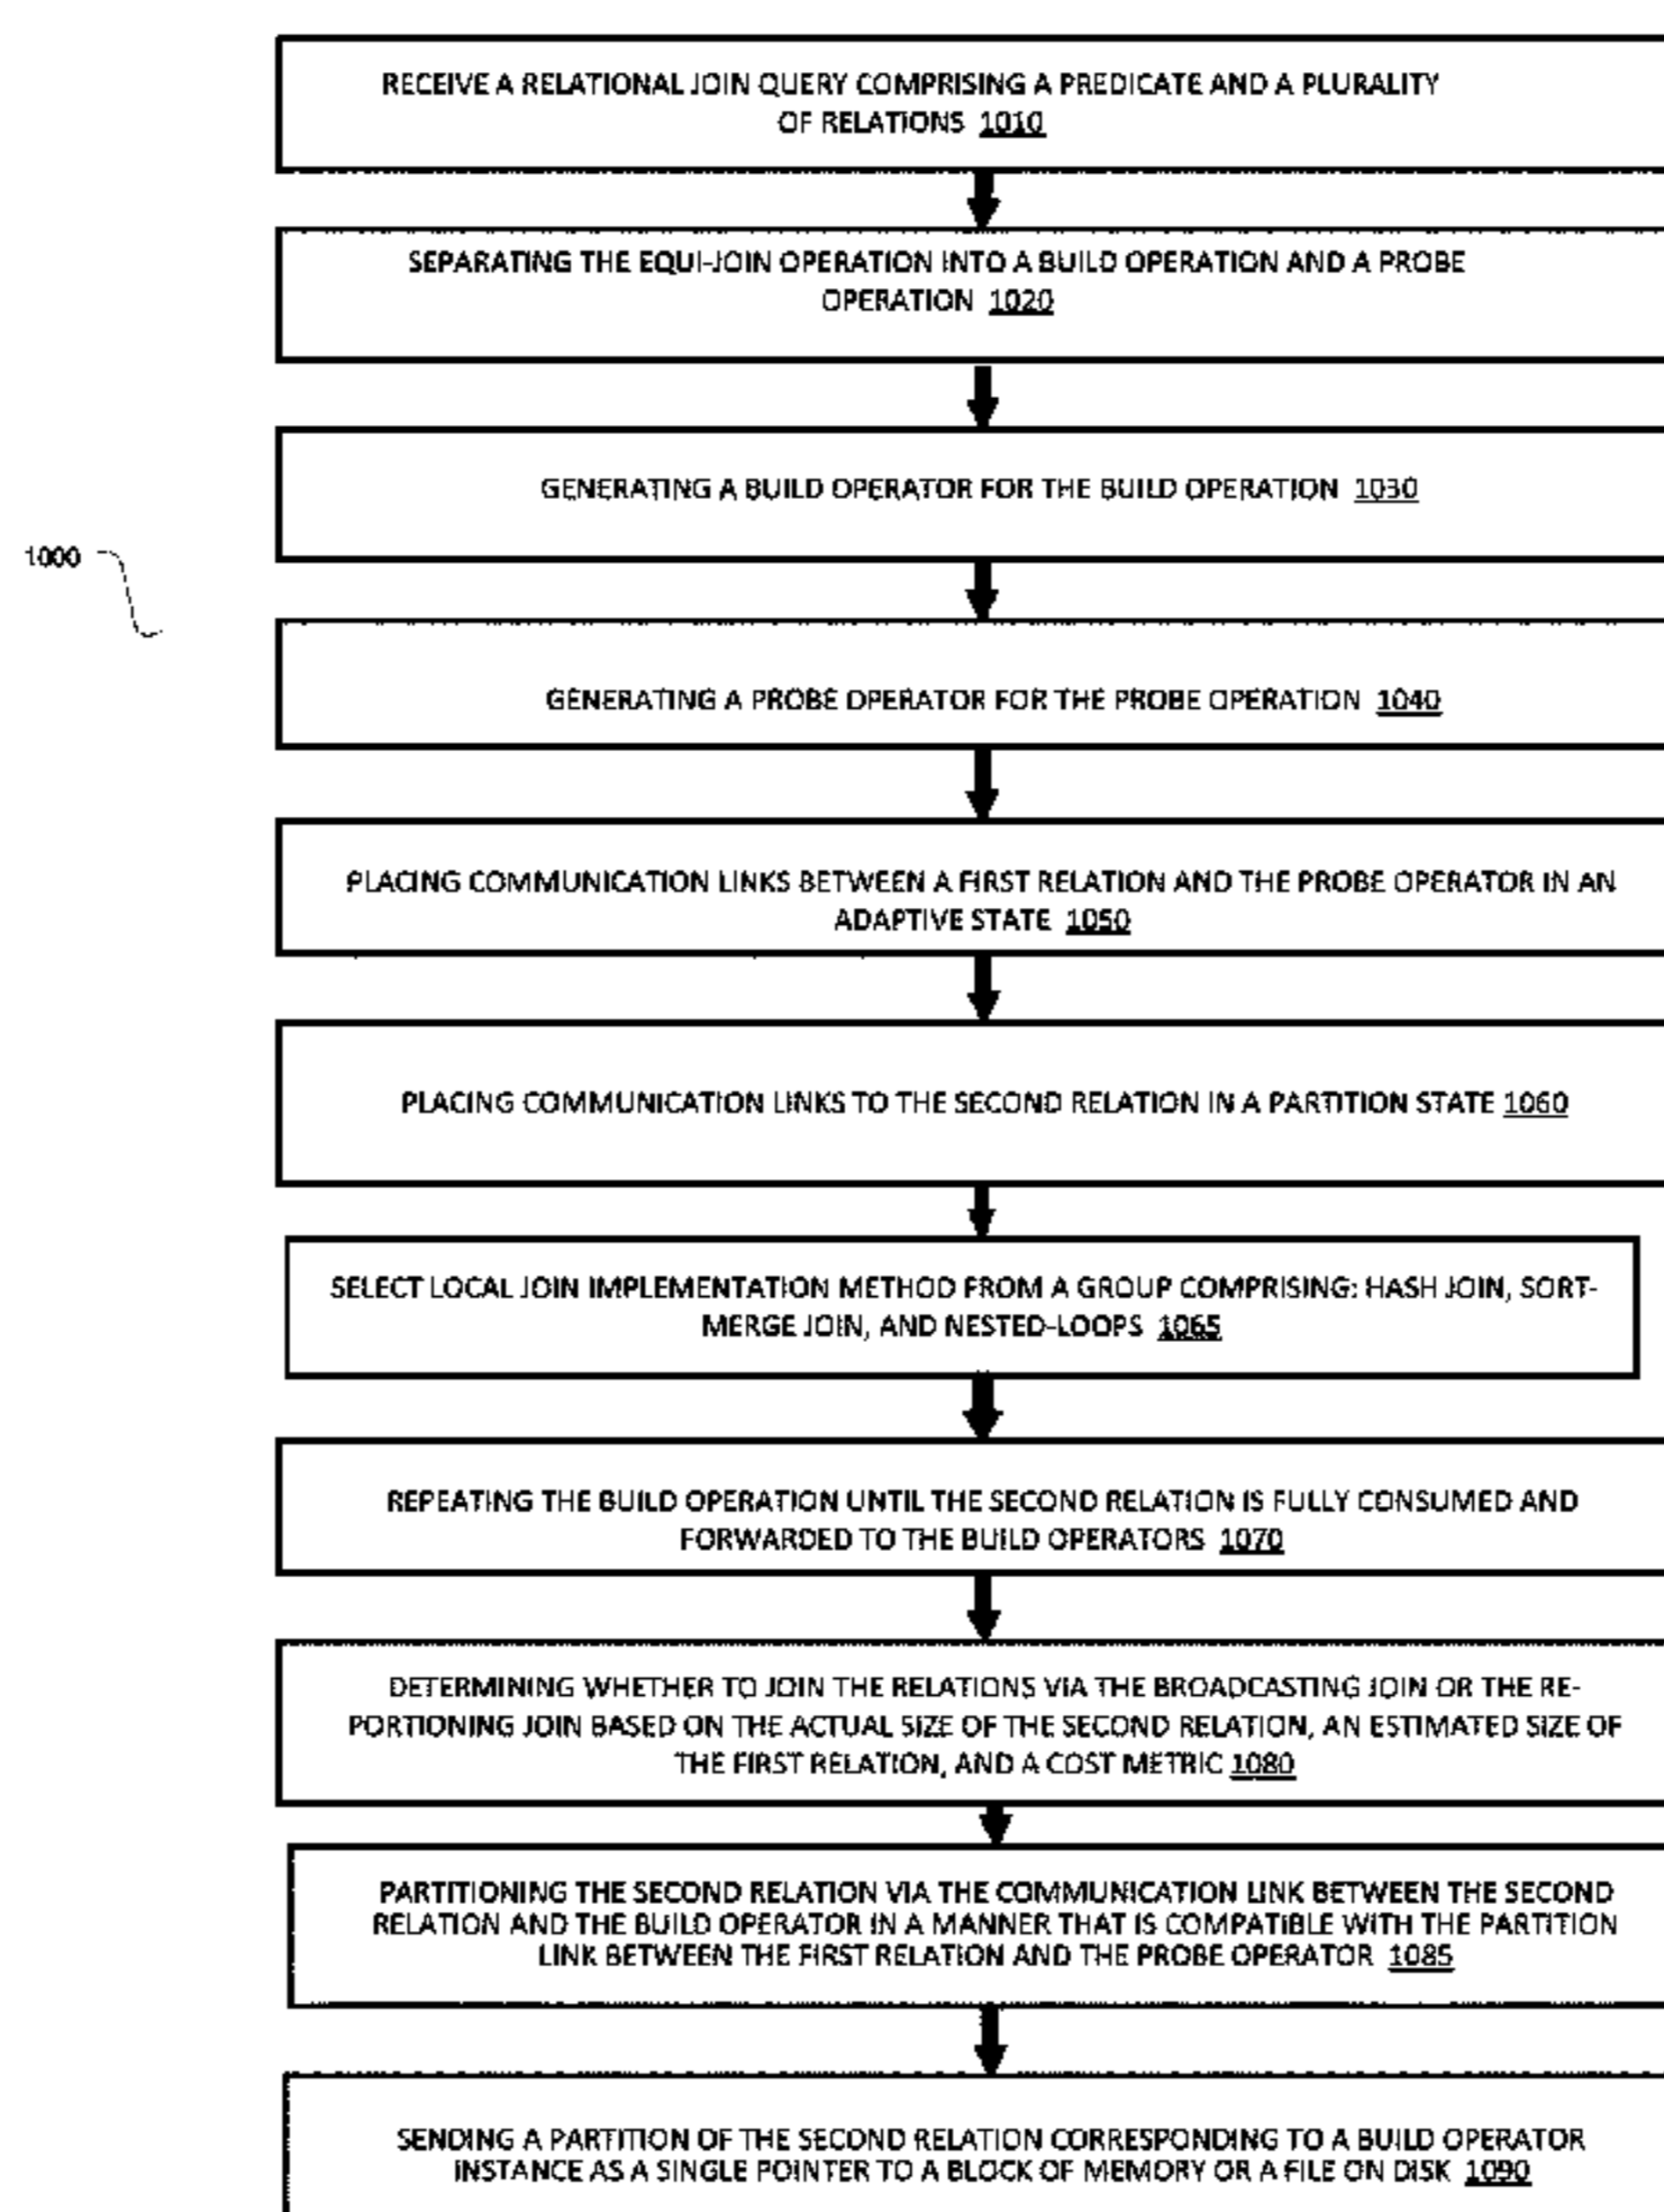 RECEIVE A RELATIONAL JOIN QUERY COMPRISING A PREDICATE AND A PLURALITY
OF RELATIONS 1010
SEPARATING THE EQUI-JOIN OPERATION INTO A BUILD OPERATION AND A PROBE
OPERATION 1020
GENERATING A BUILD OPERATOR FOR THE BUILD OPERATION 1030
1000
GENERATING A PROBE OPERATOR FOR THE PROBE OPERATION 1040
PLACING COMMUNICATION LINKS BETWEEN A FIRST RELATION AND THE PROBE OPERATOR IN AN
ADAPTIVE STATE 1050
PLACING COMMUNICATION LINKS TO THE SECOND RELATION IN A PARTITION STATE 1060
SELECT LOCAL JOIN IMPLEMENTATION METHOD FROM A GROUP COMPRISING: HASH JOIN, SORT-
MERGE JOIN, AND NESTED-LOOPS 1065
REPEATING THE BUILD OPERATION UNTIL THE SECOND RELATION IS FULLY CONSUMED AND
FORWARDED TO THE BUILD OPERATORS 1070
DETERMINING WHETHER TO JOIN THE RELATIONS VIA THE BROADCASTING JOIN OR THE RE-
PORTIONING JOIN BASED ON THE ACTUAL SIZE OF THE SECOND RELATION, AN ESTIMATED SIZE OF
THE FIRST RELATION, AND A COST METRIC 1080
PARTITIONING THE SECOND RELATION VIA THE COMMUNICATION LINK BETWEEN THE SECOND
RELATION AND THE BUILD OPERATOR IN A MANNER THAT IS COMPATIBLE WITH THE PARTITION
LINK BETWEEN THE FIRST RELATION AND THE PROBE OPERATOR 1085
SENDING A PARTITION OF THE SECOND RELATION CORRESPONDING TO A BUILD OPERATOR
INSTANCE AS A SINGLE POINTER TO A BLOCK OF MEMORY OR A FILE ON DISK 1090